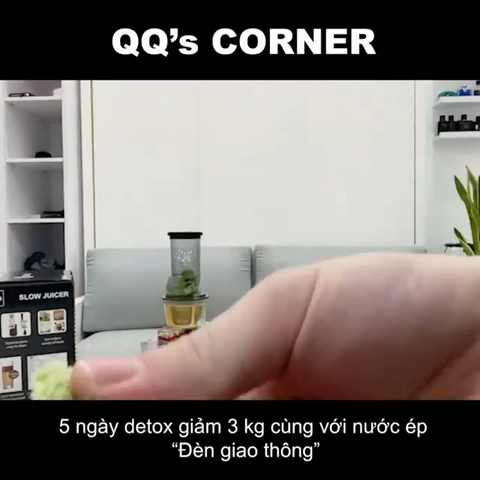 QQ’s CORNER
SLOW JUICER
5 ngày detox giảm 3 kg cùng với nước ép
“Đèn giao thông”